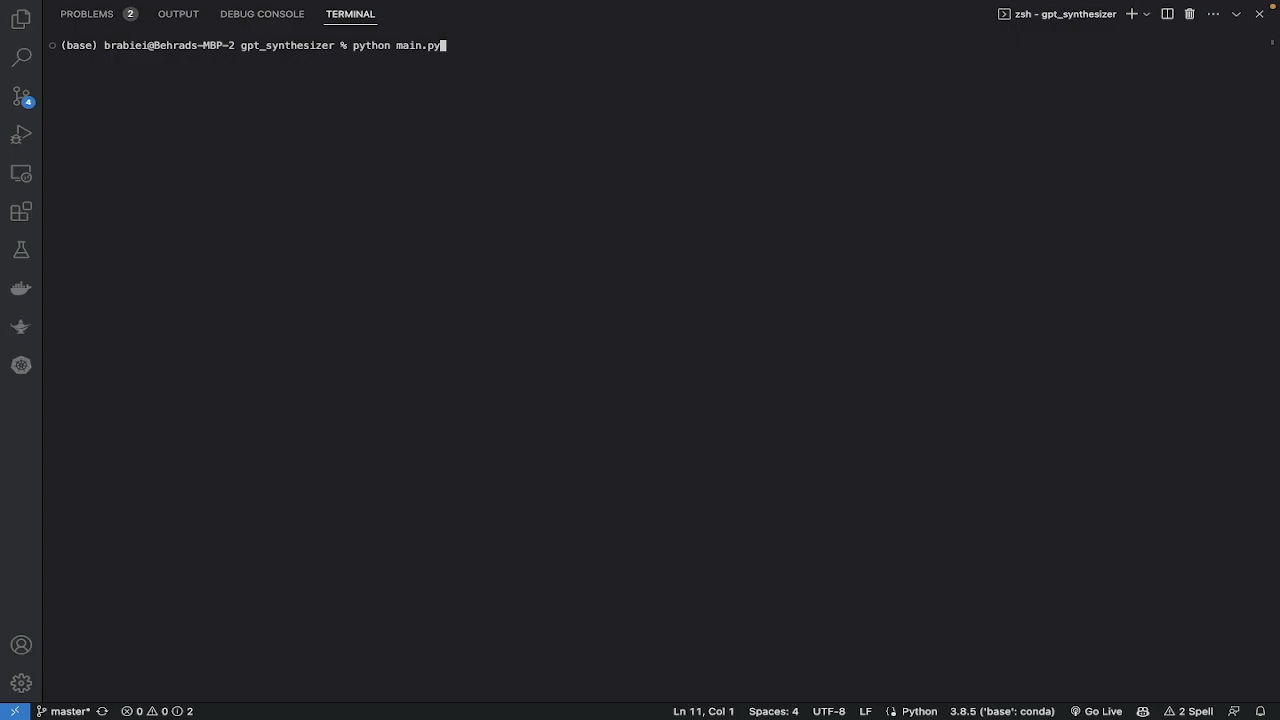 PROBLEMS 2 OUTPUT DEBUG CONSOLE TERMINAL zsh - gpt_synthesizer
(base) brabiei@Behrads-MBP-2 gpt_synthesizer % python main.py
4
master* 0 0 2 Ln 11, Col 1 Spaces: 4 UTF-8 LF Python 3.8.5 ('base': conda) Go Live 2 Spell